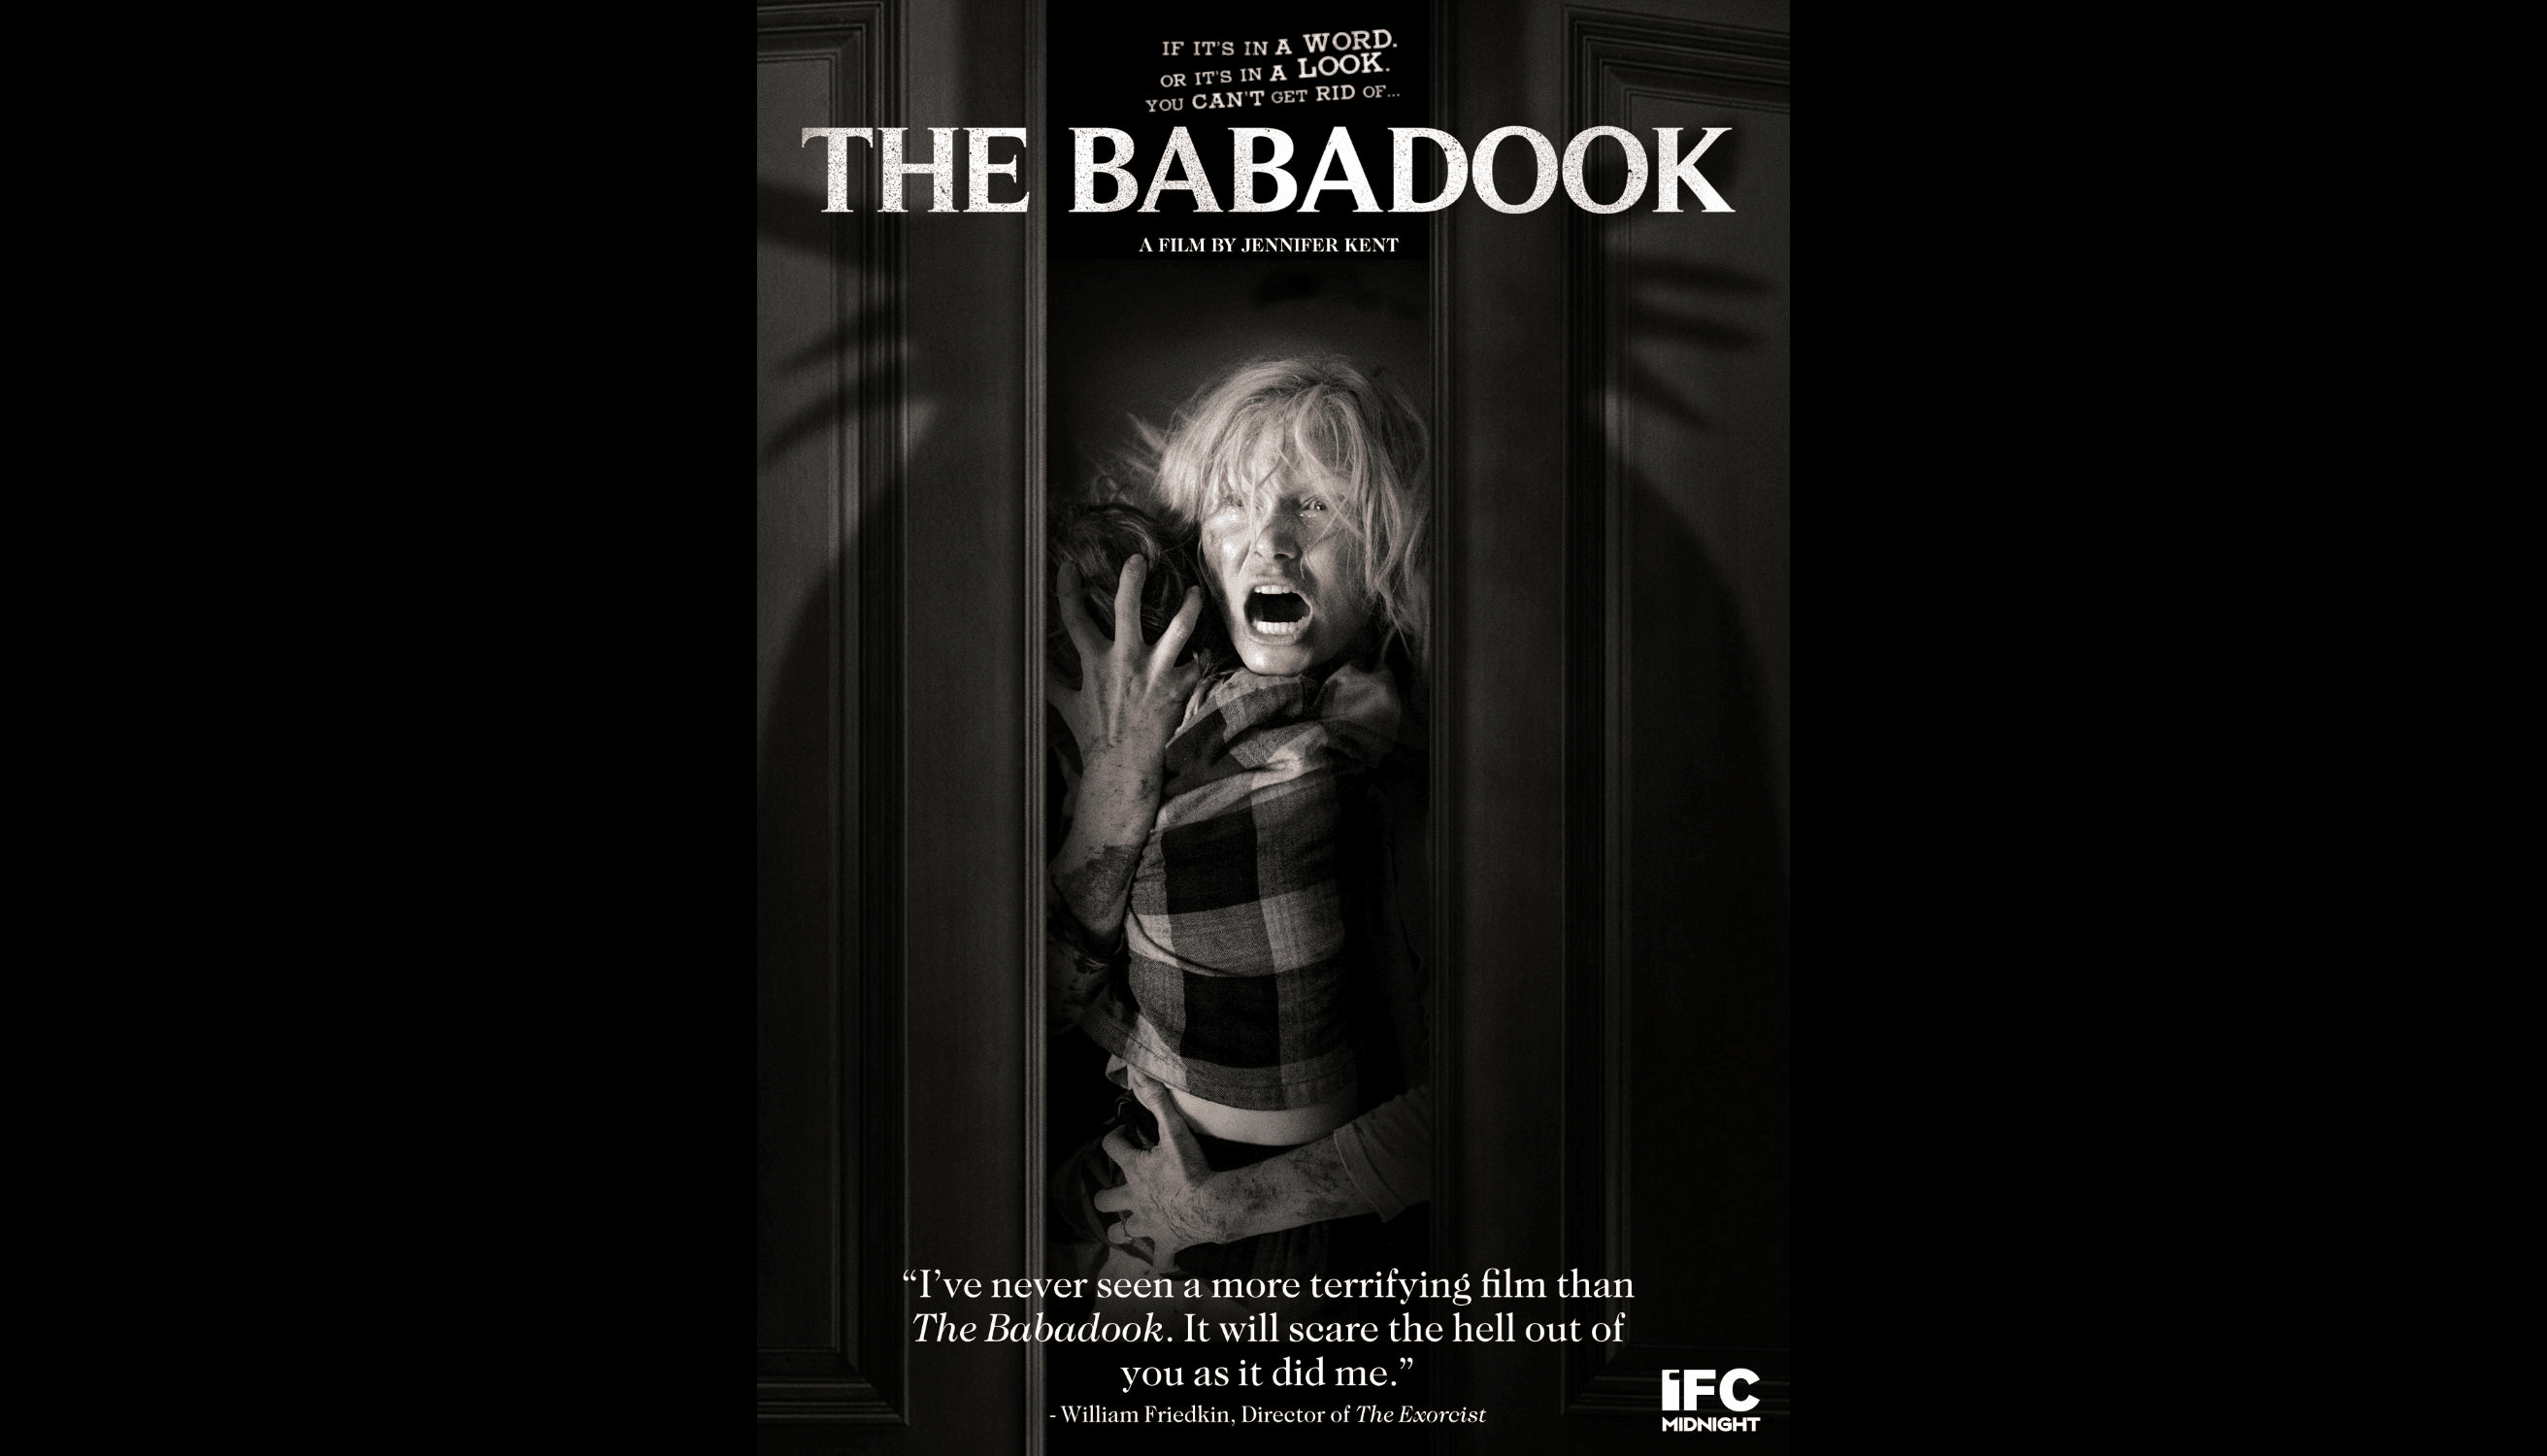 IF IT'S IN A WORD.
OR IT'S IN A LOOK.
YOU CAN'T GET RID OF...
THE BABADOOK
A FILM BY JENNIFER KENT
“I’ve never seen a more terrifying film than
The Babadook. It will scare the hell out of
you as it did me.”
- William Friedkin, Director of The Exorcist
iFC
MIDNIGHT